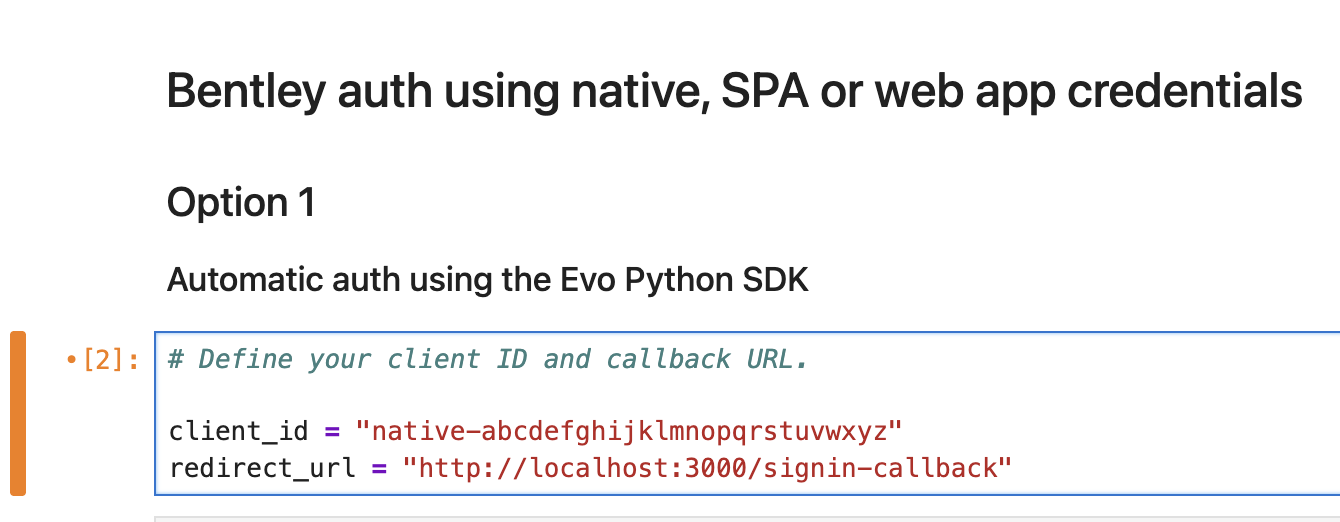 Bentley auth using native, SPA or web app credentials
Option 1
Automatic auth using the Evo Python SDK
•[2]:
# Define your client ID and callback URL.
client_id = "native-abcdefghijklmnopqrstuvwxyz"
redirect_url = "http://localhost:3000/signin-callback"